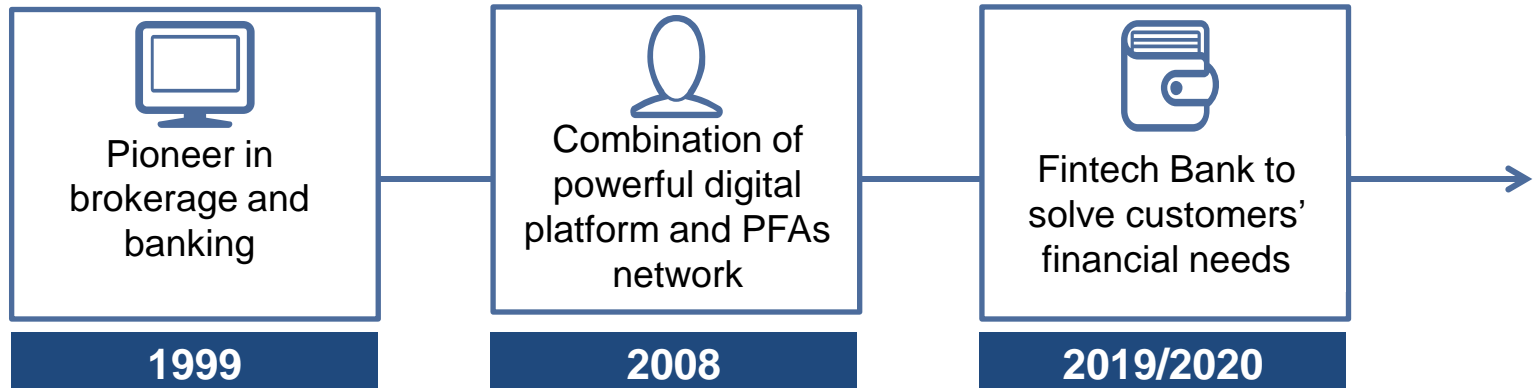 Pioneer in
brokerage and
banking
1999
Combination of
powerful digital
platform and PFAs
network
2008
Fintech Bank to
solve customers’
financial needs
2019/2020